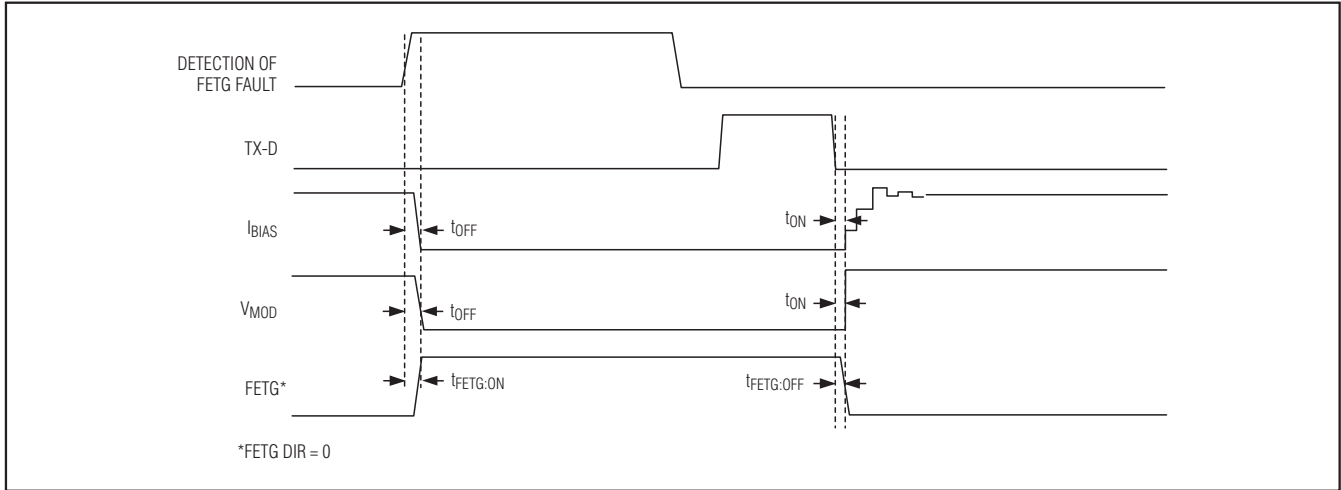 DETECTION OF
FETG FAULT
TX-D
IBIAS
tOFF
tON
VMOD
tOFF
tON
FETG*
tFETG:ON
tFETG:OFF
*FETG DIR = 0